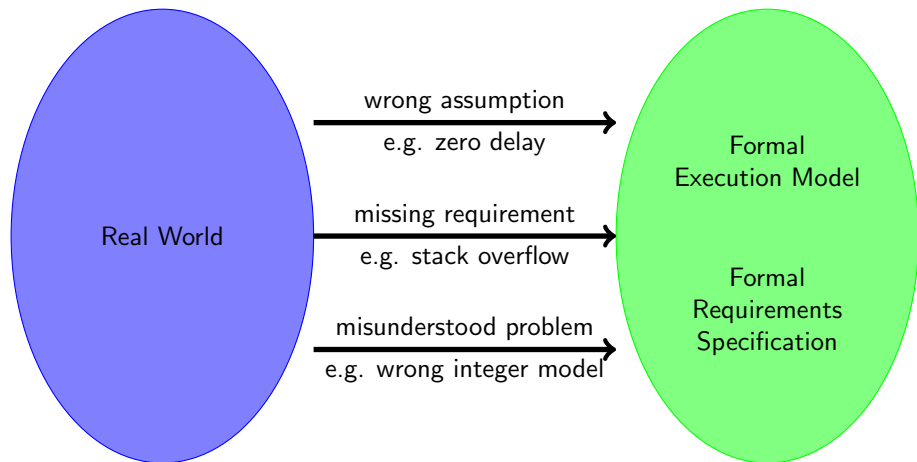 Real World
wrong assumption
e.g. zero delay
missing requirement
e.g. stack overflow
misunderstood problem
e.g. wrong integer model
Formal
Execution Model
Formal
Requirements
Specification